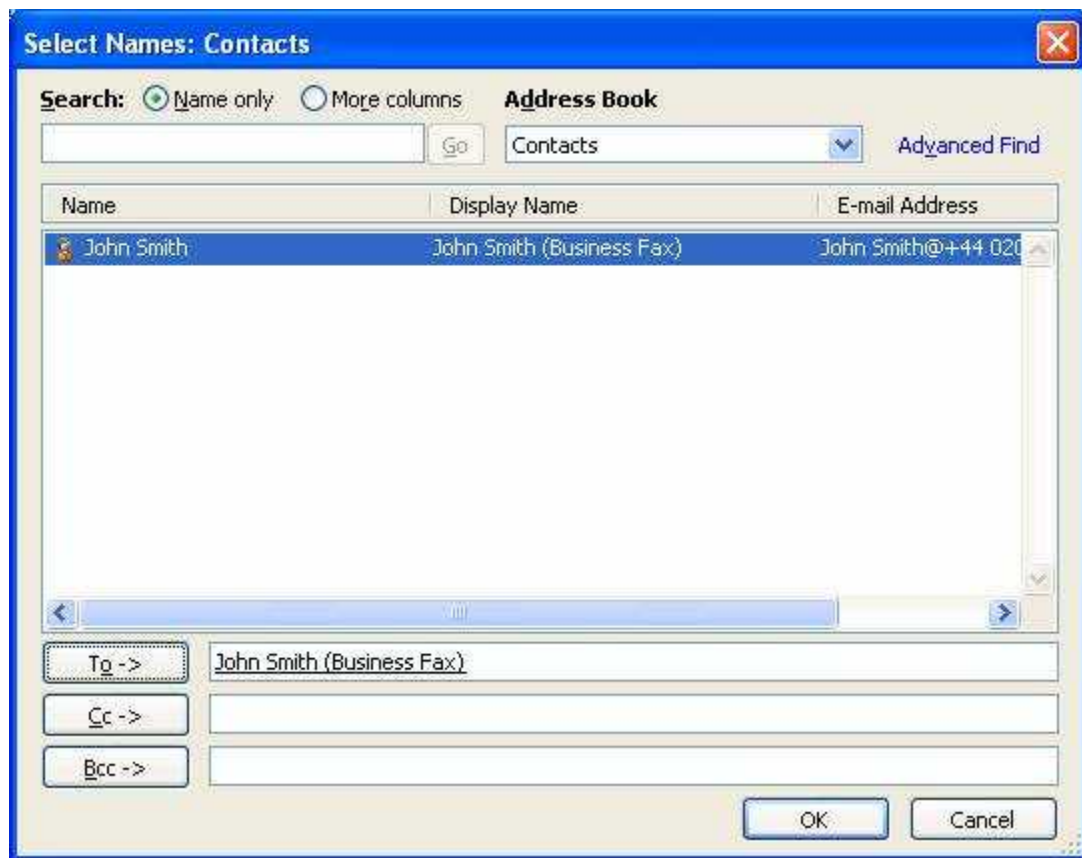 Select Names: Contacts
Search: Name only More columns Address Book
Go Contacts Advanced Find
Name Display Name E-mail Address
John Smith John Smith (Business Fax) John Smith@+44 020
To -> John Smith (Business Fax)
Cc ->
Bcc ->
OK Cancel